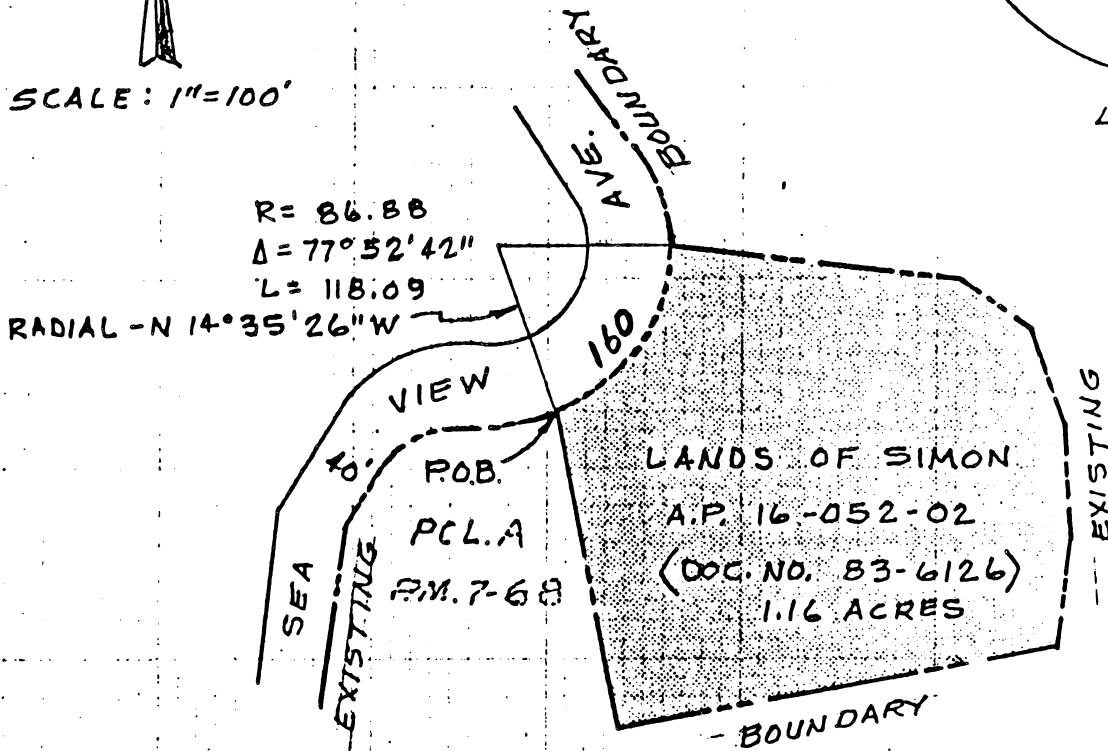 SCALE: 1"=100'
BOUNDARY
AVE.
R= 86.88
Δ= 77°52'42"
L= 118.09
RADIAL - N 14°35'26" W
160
VIEW
40'
P.O.B.
PCL. A
P.M. 7-68
SEA
EXISTING
LANDS OF SIMON
A.P. 16-052-02
(DOC. NO. 83-6126)
1.16 ACRES
EXISTING
BOUNDARY